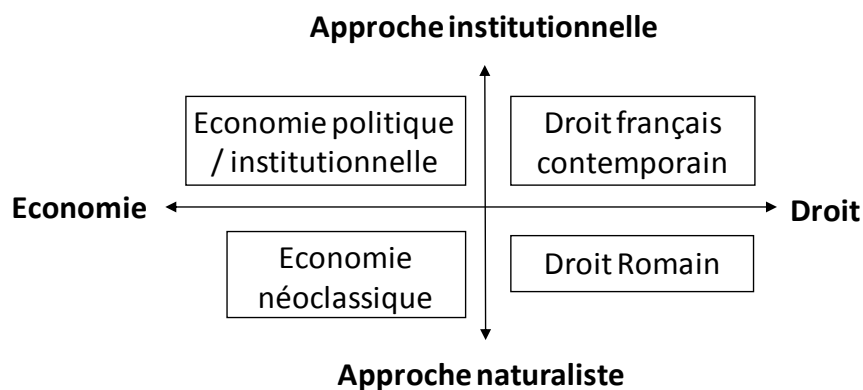 Approche institutionnelle
Economie politique
/ institutionnelle
Droit français
contemporain
Economie
Droit
Economie
néoclassique
Droit Romain
Approche naturaliste